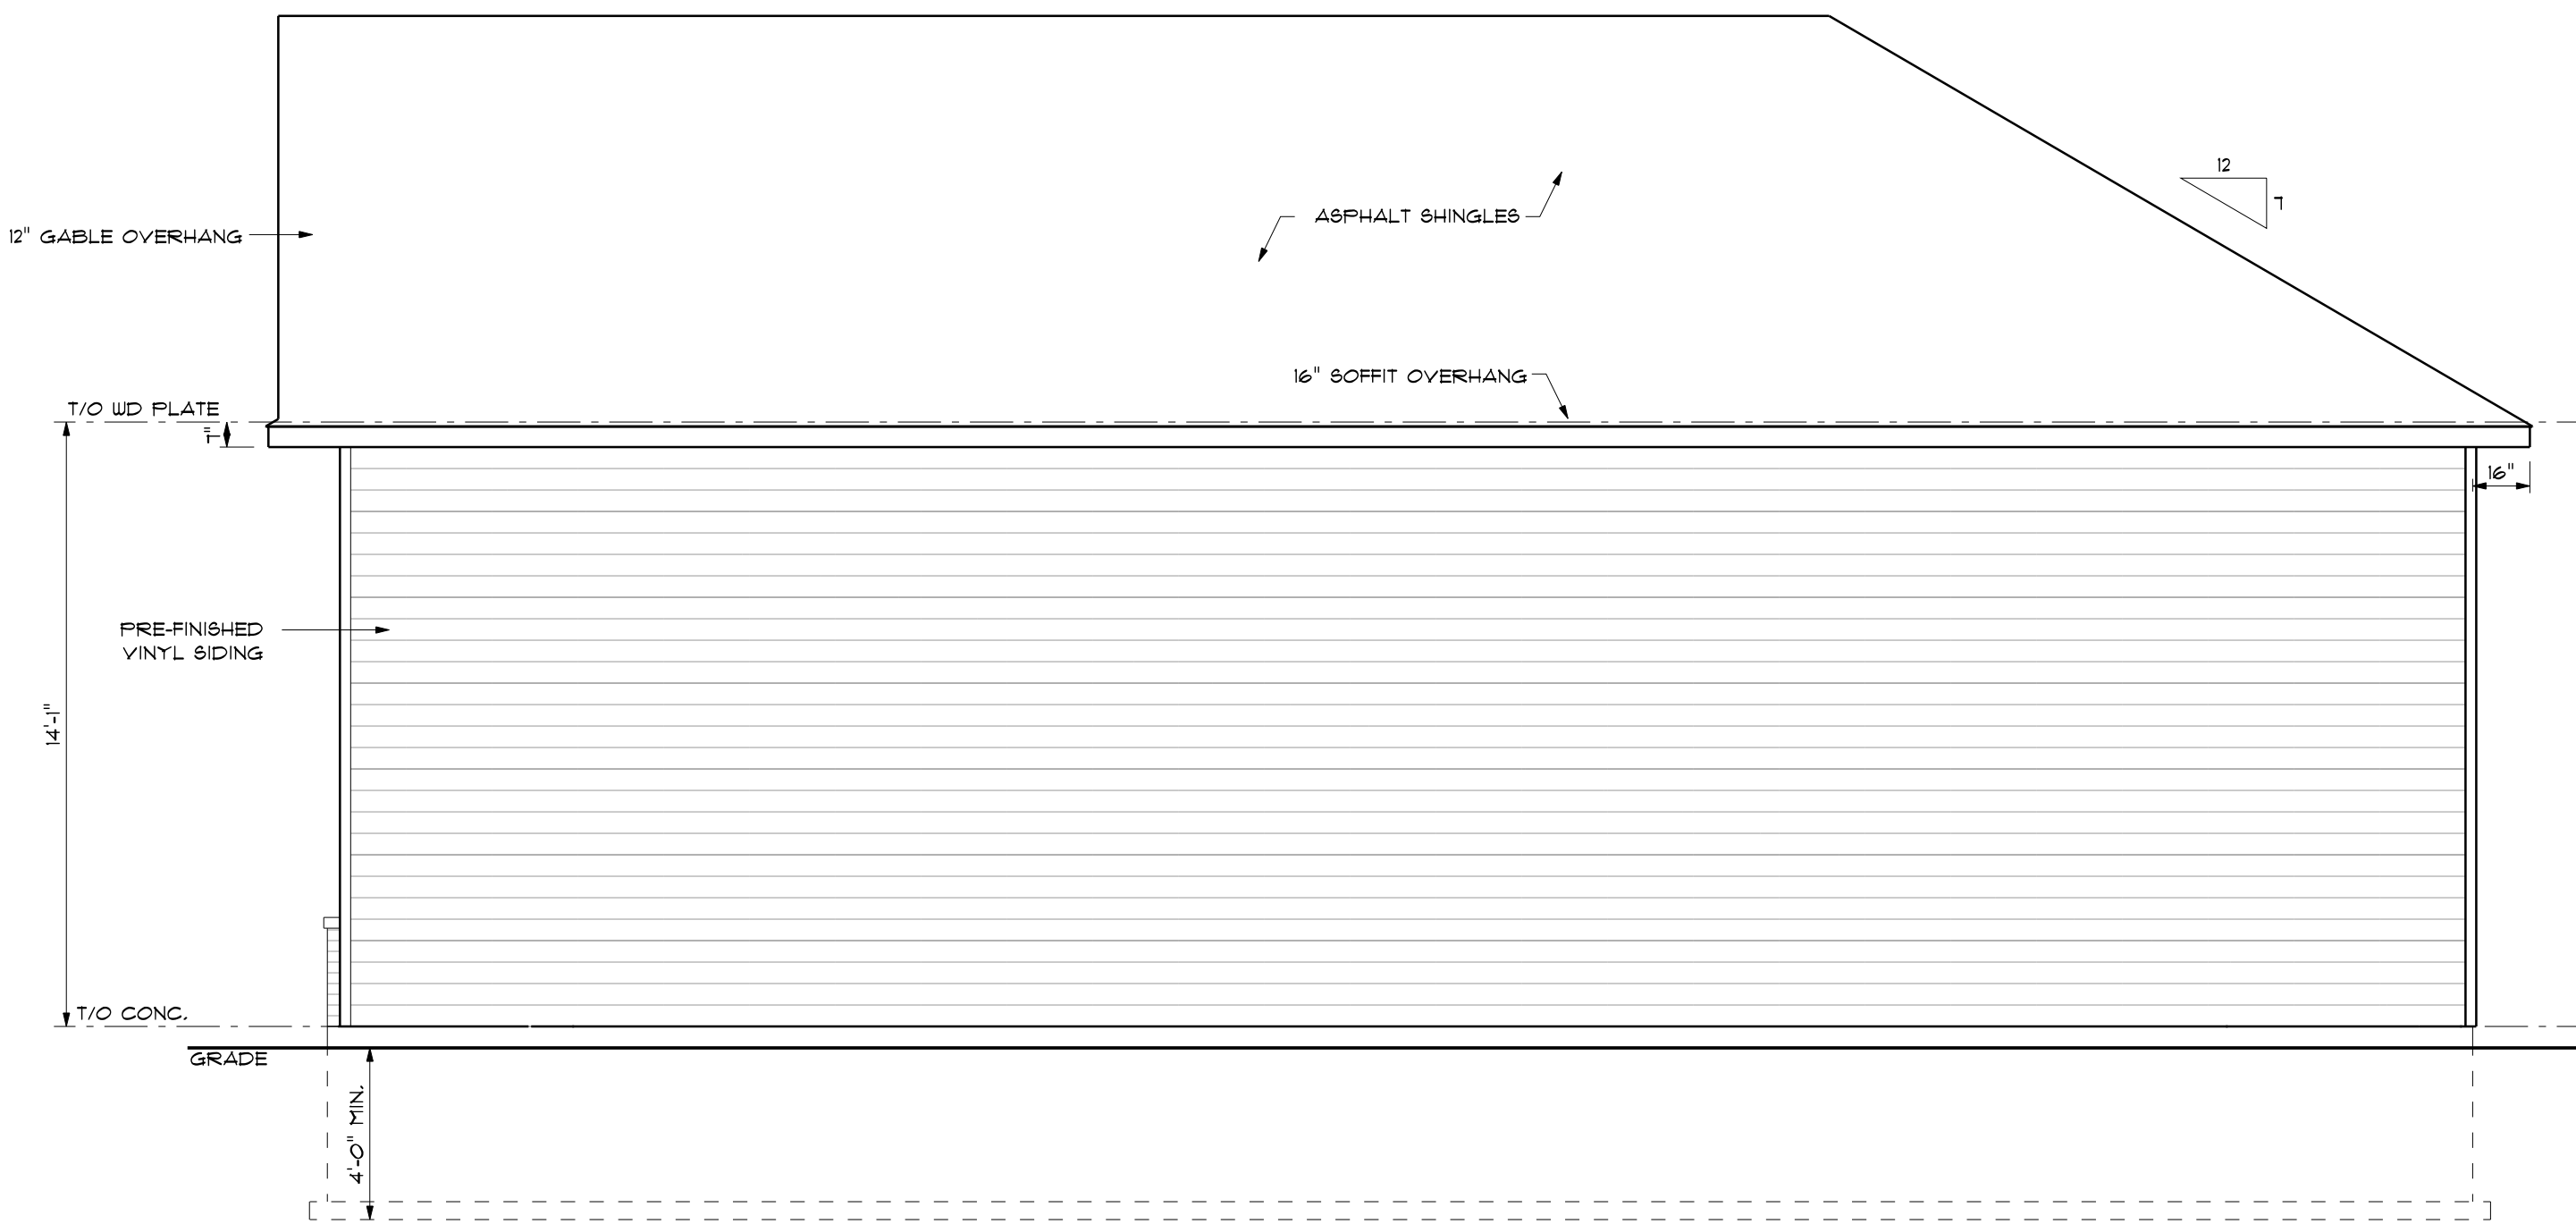 12
7
ASPHALT SHINGLES
12" GABLE OVERHANG
16" SOFFIT OVERHANG
T/O WD PLATE
7"
16"
PRE-FINISHED
VINYL SIDING
14'-1"
T/O CONC.
GRADE
4'-0" MIN.